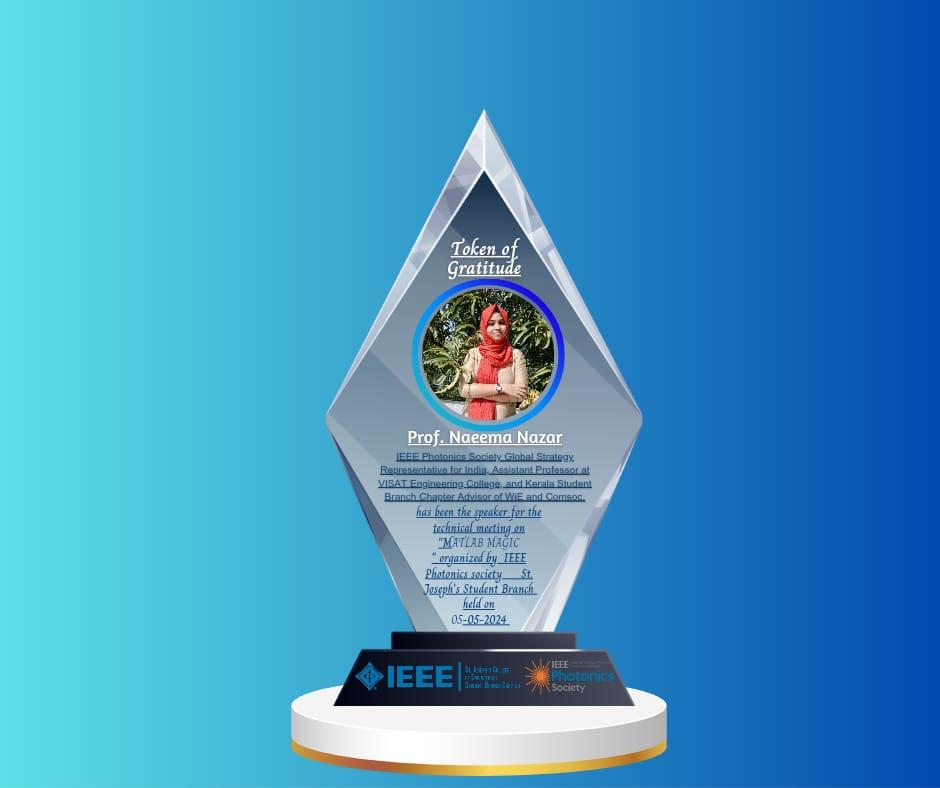 Token of
Gratitude
Prof. Naeema Nazar
IEEE Photonics Society Global Strategy
Representative for India, Assistant Professor at
VISAT Engineering College, and Kerala Student
Branch Chapter Advisor of WiE and Comsoc.
has been the speaker for the
technical meeting on
"MATLAB MAGIC
" organized by IEEE
Photonics society St.
Joseph's Student Branch
held on
05-05-2024
IEEE
St. Joseph's College
of Engineering
Student Branch Chapter
IEEE
Photonics
Society